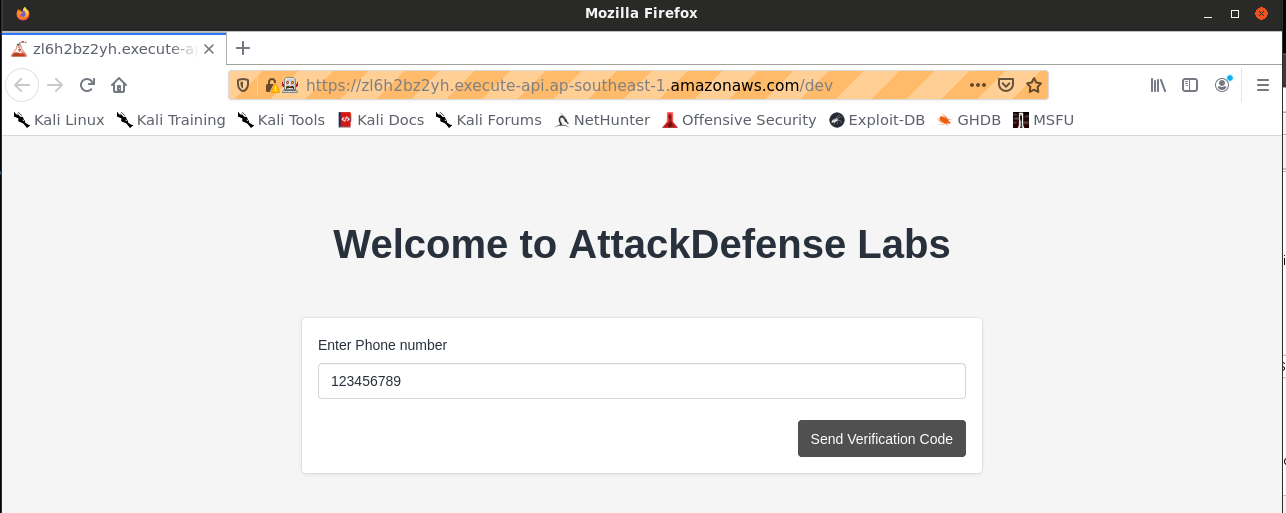 Mozilla Firefox
zl6h2bz2yh.execute-a
https://zl6h2bz2yh.execute-api.ap-southeast-1.amazonaws.com/dev
Kali Linux Kali Training Kali Tools Kali Docs Kali Forums NetHunter Offensive Security Exploit-DB GHDB MSFU
Welcome to AttackDefense Labs
Enter Phone number
123456789
Send Verification Code